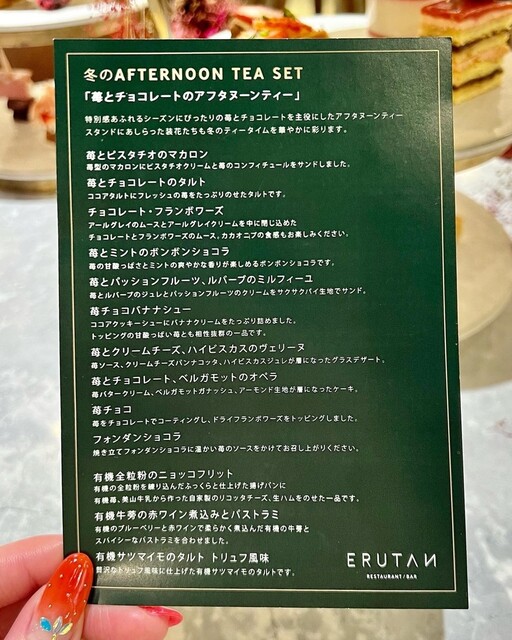 冬のAFTERNOON TEA SET
「苺とチョコレートのアフタヌーンティー」
特別感あふれるシーズンにぴったりの苺とチョコレートを主役にしたアフタヌーンティー
スタンドにあしらった装花たちも冬のティータイムを華やかに彩ります。
苺とピスタチオのマカロン
苺型のマカロンにピスタチオクリームと苺のコンフィチュールをサンドしました。
苺とチョコレートのタルト
ココアタルトにフレッシュの苺をたっぷりのせたタルトです。
チョコレート・フランボワーズ
アールグレイのムースとアールグレイクリームを中に閉じ込めた
チョコレートとフランボワーズのムース。カカオニブの食感もお楽しみください。
苺とミントのボンボンショコラ
苺の甘酸っぱさとミントの爽やかな香りが楽しめるボンボンショコラです。
苺とパッションフルーツ、ルバーブのミルフィーユ
苺とルバーブのジュレとパッションフルーツのクリームをサクサクパイ生地でサンド。
苺チョコバナナシュー
ココアクッキーシューにバナナクリームをたっぷり詰めました。
トッピングの甘酸っぱい苺とも相性抜群の一品です。
苺とクリームチーズ、ハイビスカスのヴェリーヌ
苺ソース、クリームチーズパンナコッタ、ハイビスカスジュレが層になったグラスデザート。
苺とチョコレート、ベルガモットのオペラ
苺バタークリーム、ベルガモットガナッシュ、アーモンド生地が層になったケーキ。
苺チョコ
苺をチョコレートでコーティングし、ドライフランボワーズをトッピングしました。
フォンダンショコラ
焼き立てフォンダンショコラに温かい苺のソースをかけてお召し上がりください。
有機全粒粉のニョッコフリット
有機の全粒粉を練り込んだふっくらと仕上げた揚げパンに
有機苺、美山牛乳から作った自家製のリコッタチーズ、生ハムをのせた一品です。
有機牛蒡の赤ワイン煮込みとパストラミ
有機のブルーベリーと赤ワインで柔らかく煮込んだ有機の牛蒡と
スパイシーなパストラミを合わせました。
有機サツマイモのタルト トリュフ風味
贅沢なトリュフ風味に仕上げた有機サツマイモのタルトです。
ERUTAN
RESTAURANT/BAR